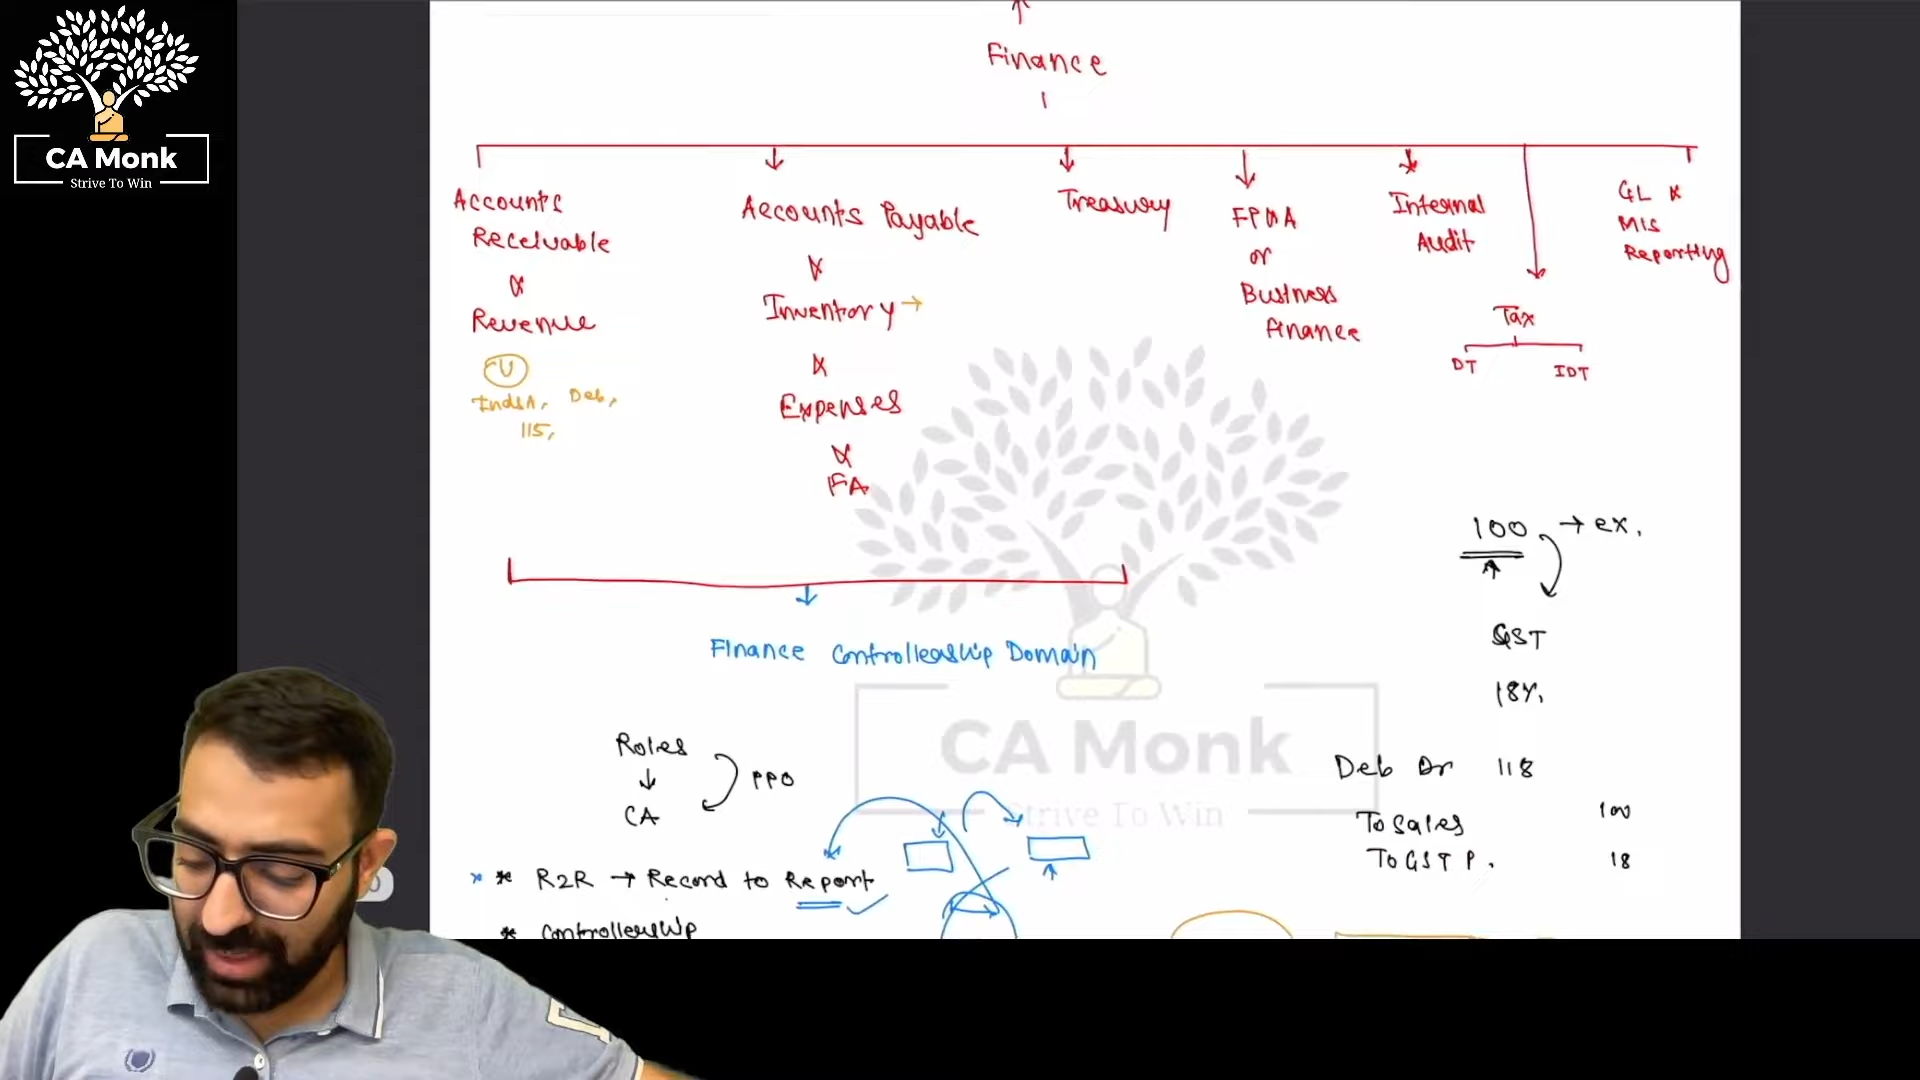 CA Monk
Strive To Win
Finance
Accounts
Receivable
&
Revenue
IndsA, Deb,
115,
Accounts Payable
&
Inventory →
&
Expenses
&
FA
Treasury
FP&A
or
Business
finance
Internal
Audit
Tax
DT IDT
GL &
MIS
Reporting
Finance Controllership Domain
100 → ex.
GST
18%
Deb Dr 118
To Sales 100
To GST P. 18
Roles
CA
PPO
* * R2R → Record to Report
* Controllership
CA Monk
Strive To Win